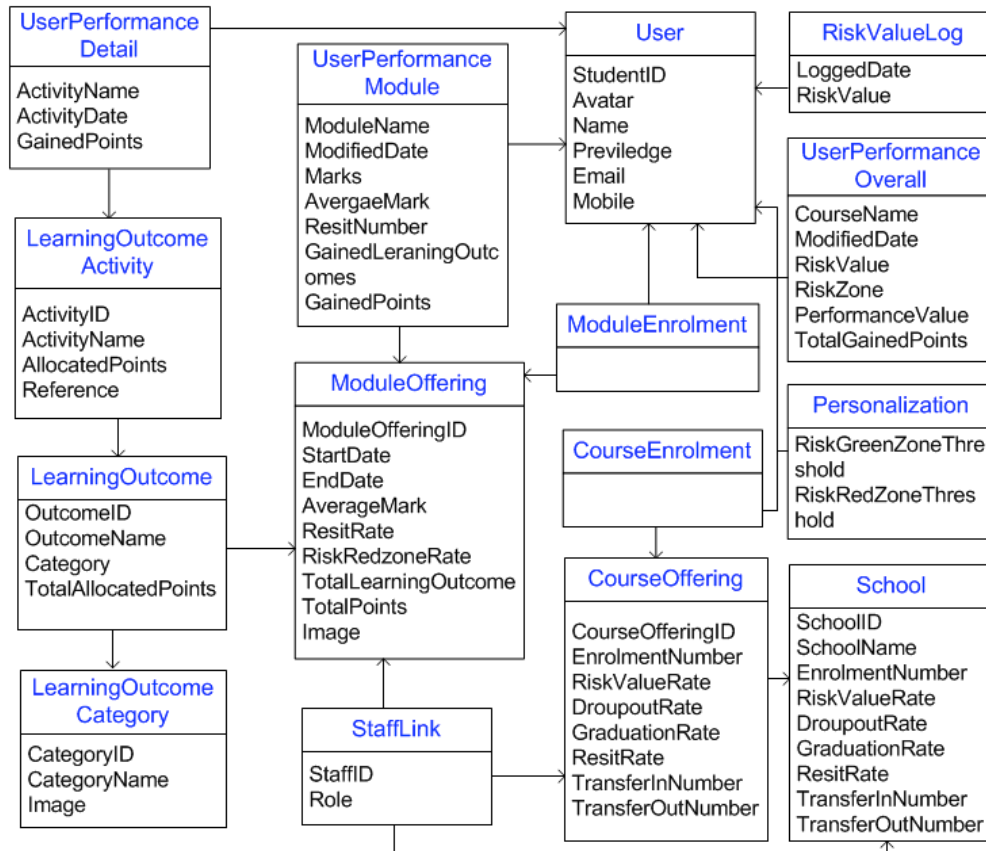 UserPerformance
Detail
ActivityName
ActivityDate
GainedPoints
UserPerformance
Module
ModuleName
ModifiedDate
Marks
AvergaeMark
ResitNumber
GainedLeraningOutc
omes
GainedPoints
User
StudentID
Avatar
Name
Previledge
Email
Mobile
RiskValueLog
LoggedDate
RiskValue
UserPerformance
Overall
CourseName
ModifiedDate
RiskValue
RiskZone
PerformanceValue
TotalGainedPoints
LearningOutcome
Activity
ActivityID
ActivityName
AllocatedPoints
Reference
ModuleEnrolment
ModuleOffering
ModuleOfferingID
StartDate
EndDate
AverageMark
ResitRate
RiskRedzoneRate
TotalLearningOutcome
TotalPoints
Image
Personalization
RiskGreenZoneThre
shold
RiskRedZoneThres
hold
CourseEnrolment
LearningOutcome
OutcomeID
OutcomeName
Category
TotalAllocatedPoints
CourseOffering
CourseOfferingID
EnrolmentNumber
RiskValueRate
DroupoutRate
GraduationRate
ResitRate
TransferInNumber
TransferOutNumber
School
SchoolID
SchoolName
EnrolmentNumber
RiskValueRate
DroupoutRate
GraduationRate
ResitRate
TransferInNumber
TransferOutNumber
LearningOutcome
Category
CategoryID
CategoryName
Image
StaffLink
StaffID
Role